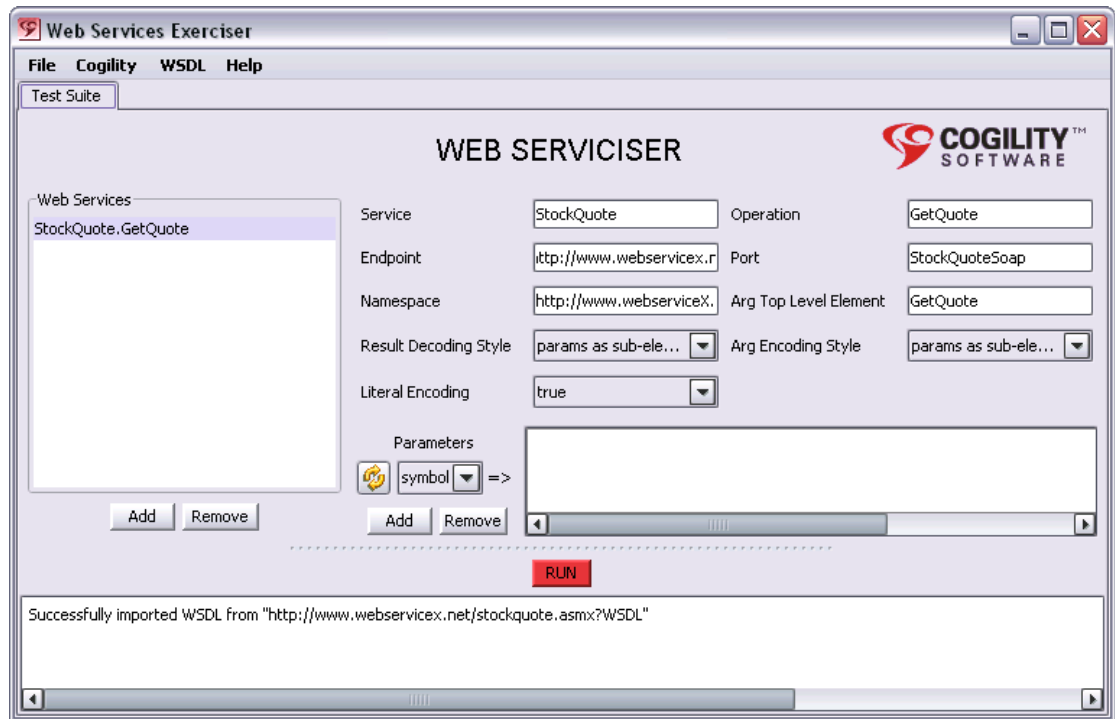 Web Services Exerciser
File Cogility WSDL Help
Test Suite
WEB SERVICISER
COGILITY™
SOFTWARE
Web Services
StockQuote.GetQuote
Add Remove
Service StockQuote Operation GetQuote
Endpoint ttp://www.webservicex.r Port StockQuoteSoap
Namespace http://www.webserviceX. Arg Top Level Element GetQuote
Result Decoding Style params as sub-ele... Arg Encoding Style params as sub-ele...
Literal Encoding true
Parameters
symbol =>
Add Remove
RUN
Successfully imported WSDL from "http://www.webservicex.net/stockquote.asmx?WSDL"